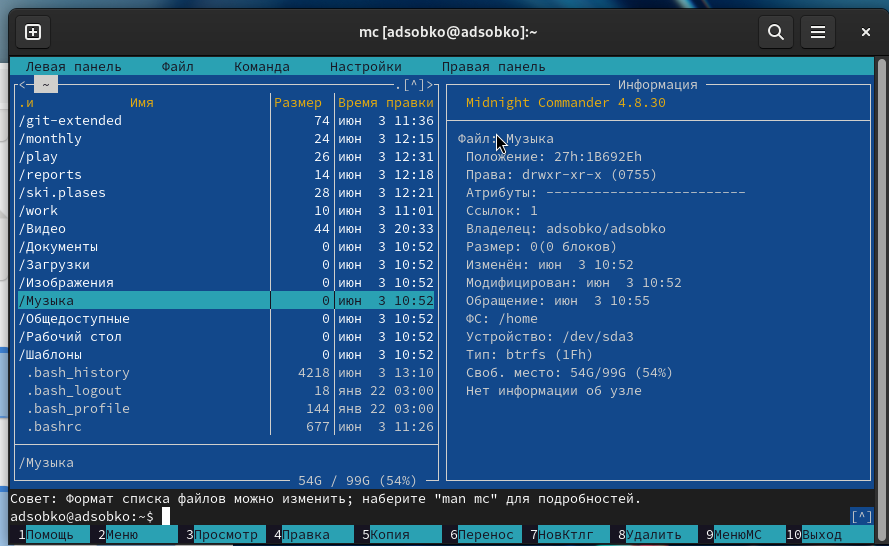 mc [adsobko@adsobko]:~
Левая панель Файл Команда Настройки Правая панель
<─ ~ .[^]>
.и Имя Размер Время правки
/git-extended 74 июн 3 11:36
/monthly 24 июн 3 12:15
/play 26 июн 3 12:31
/reports 14 июн 3 12:18
/ski.plases 28 июн 3 12:21
/work 10 июн 3 11:01
/Видео 44 июн 3 20:33
/Документы 0 июн 3 10:52
/Загрузки 0 июн 3 10:52
/Изображения 0 июн 3 10:52
/Музыка 0 июн 3 10:52
/Общедоступные 0 июн 3 10:52
/Рабочий стол 0 июн 3 10:52
/Шаблоны 0 июн 3 10:52
.bash_history 4218 июн 3 13:10
.bash_logout 18 янв 22 03:00
.bash_profile 144 янв 22 03:00
.bashrc 677 июн 3 11:26
/Музыка
54G / 99G (54%)
Информация
Midnight Commander 4.8.30
Файл: Музыка
Положение: 27h:1B692Eh
Права: drwxr-xr-x (0755)
Атрибуты: -------------------------
Ссылок: 1
Владелец: adsobko/adsobko
Размер: 0(0 блоков)
Изменён: июн 3 10:52
Модифицирован: июн 3 10:52
Обращение: июн 3 10:55
ФС: /home
Устройство: /dev/sda3
Тип: btrfs (1Fh)
Своб. место: 54G/99G (54%)
Нет информации об узле
Совет: Формат списка файлов можно изменить; наберите "man mc" для подробностей.
adsobko@adsobko:~$ [^]
1Помощь 2Меню 3Просмотр 4Правка 5Копия 6Перенос 7НовКтлг 8Удалить 9МенюMC 10Выход